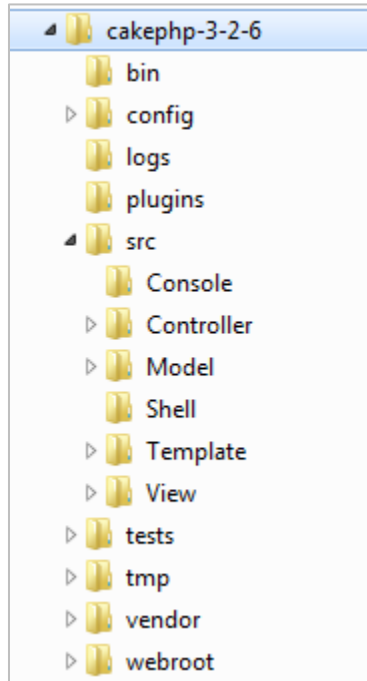 cakephp-3-2-6
bin
config
logs
plugins
src
Console
Controller
Model
Shell
Template
View
tests
tmp
vendor
webroot